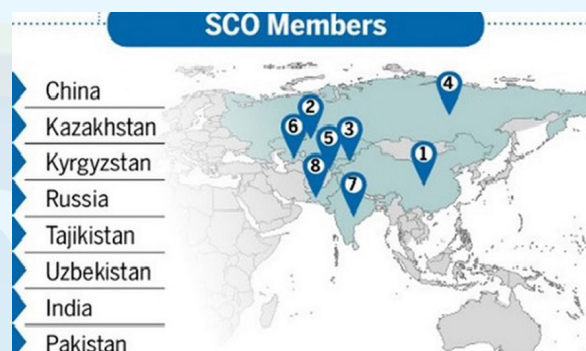 SCO Members
China
Kazakhstan
Kyrgyzstan
Russia
Tajikistan
Uzbekistan
India
Pakistan
4
2
6
3
5
1
8
7